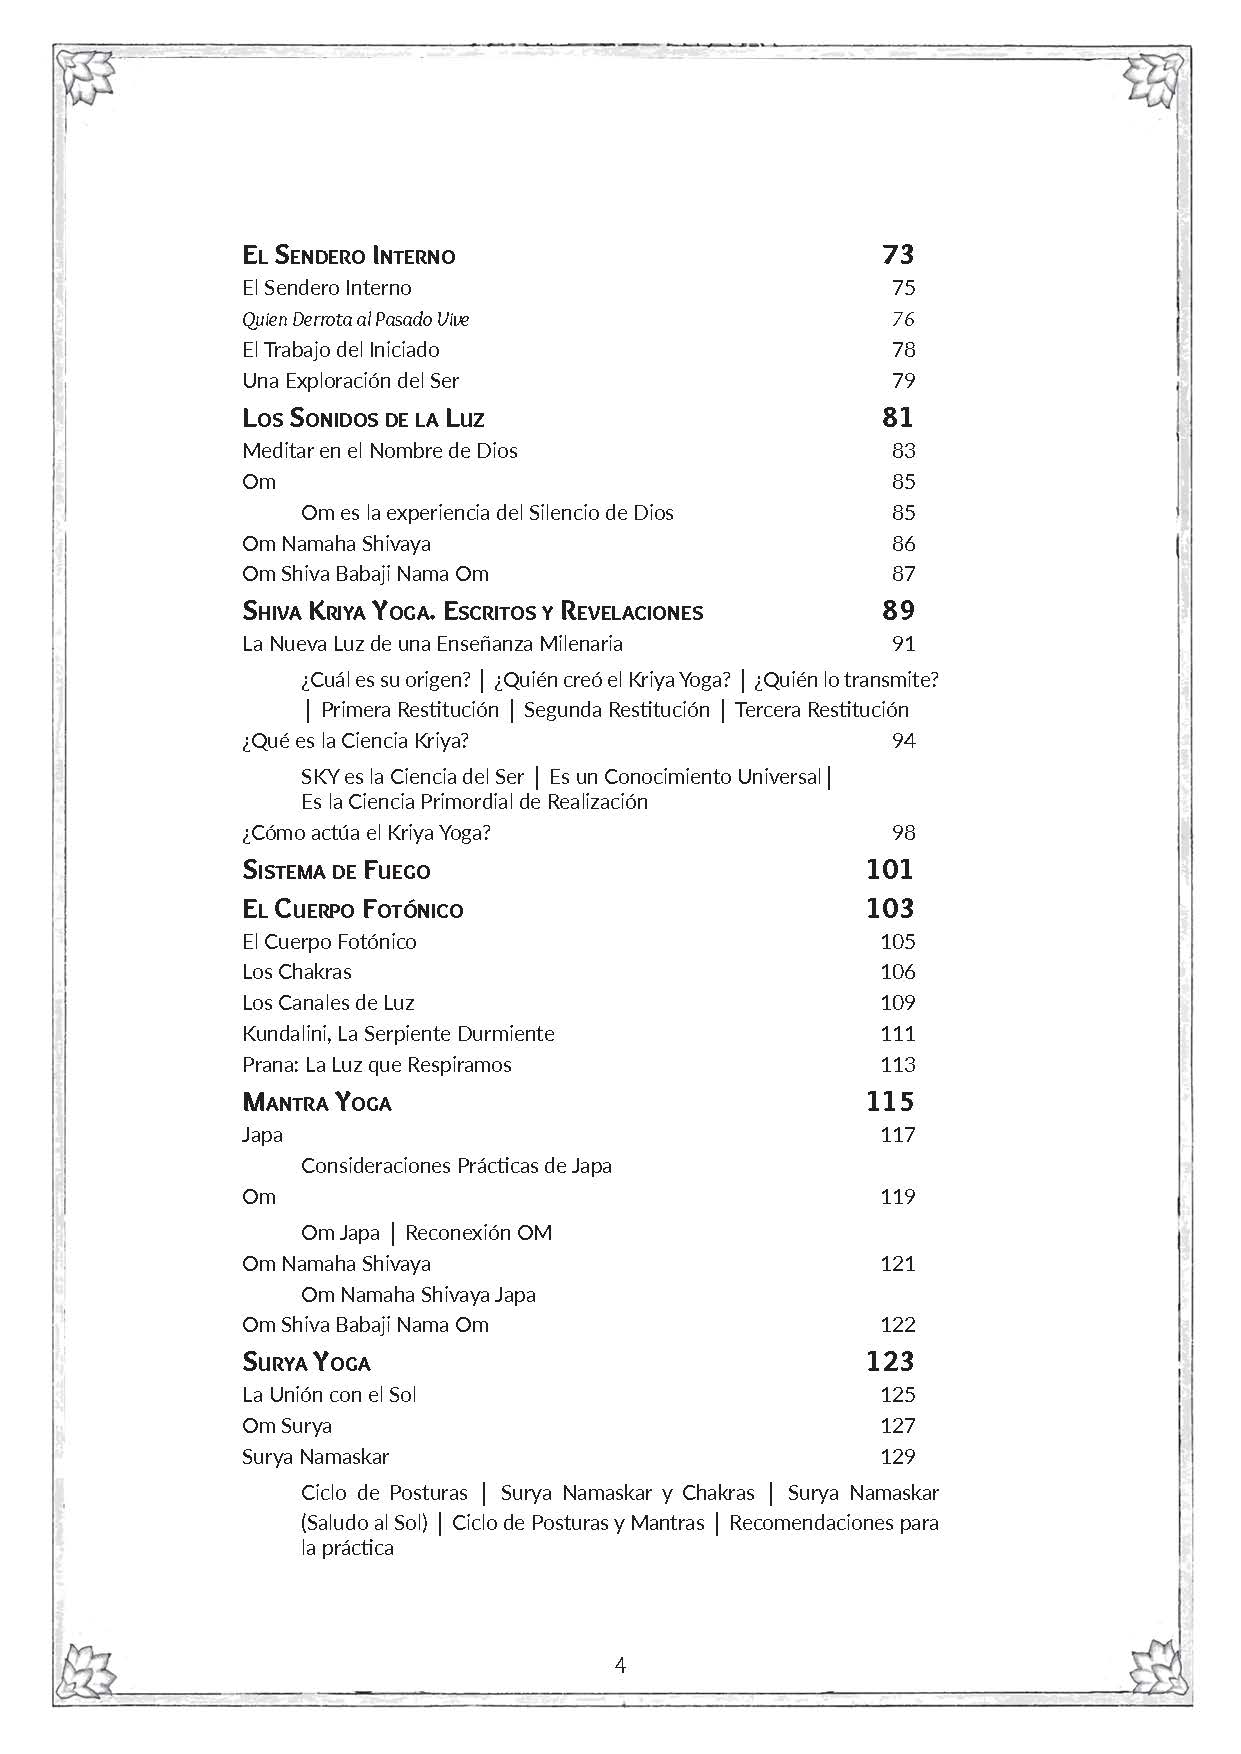 El Sendero Interno 73
El Sendero Interno 75
Quien Derrota al Pasado Vive 76
El Trabajo del Iniciado 78
Una Exploración del Ser 79
Los Sonidos de la Luz 81
Meditar en el Nombre de Dios 83
Om 85
Om es la experiencia del Silencio de Dios 85
Om Namaha Shivaya 86
Om Shiva Babaji Nama Om 87
Shiva Kriya Yoga. Escritos y Revelaciones 89
La Nueva Luz de una Enseñanza Milenaria 91
¿Cuál es su origen? | ¿Quién creó el Kriya Yoga? | ¿Quién lo transmite?
| Primera Restitución | Segunda Restitución | Tercera Restitución
¿Qué es la Ciencia Kriya? 94
SKY es la Ciencia del Ser | Es un Conocimiento Universal|
Es la Ciencia Primordial de Realización
¿Cómo actúa el Kriya Yoga? 98
Sistema de Fuego 101
El Cuerpo Fotónico 103
El Cuerpo Fotónico 105
Los Chakras 106
Los Canales de Luz 109
Kundalini, La Serpiente Durmiente 111
Prana: La Luz que Respiramos 113
Mantra Yoga 115
Japa 117
Consideraciones Prácticas de Japa
Om 119
Om Japa | Reconexión OM
Om Namaha Shivaya 121
Om Namaha Shivaya Japa
Om Shiva Babaji Nama Om 122
Surya Yoga 123
La Unión con el Sol 125
Om Surya 127
Surya Namaskar 129
Ciclo de Posturas | Surya Namaskar y Chakras | Surya Namaskar
(Saludo al Sol) | Ciclo de Posturas y Mantras | Recomendaciones para
la práctica
4